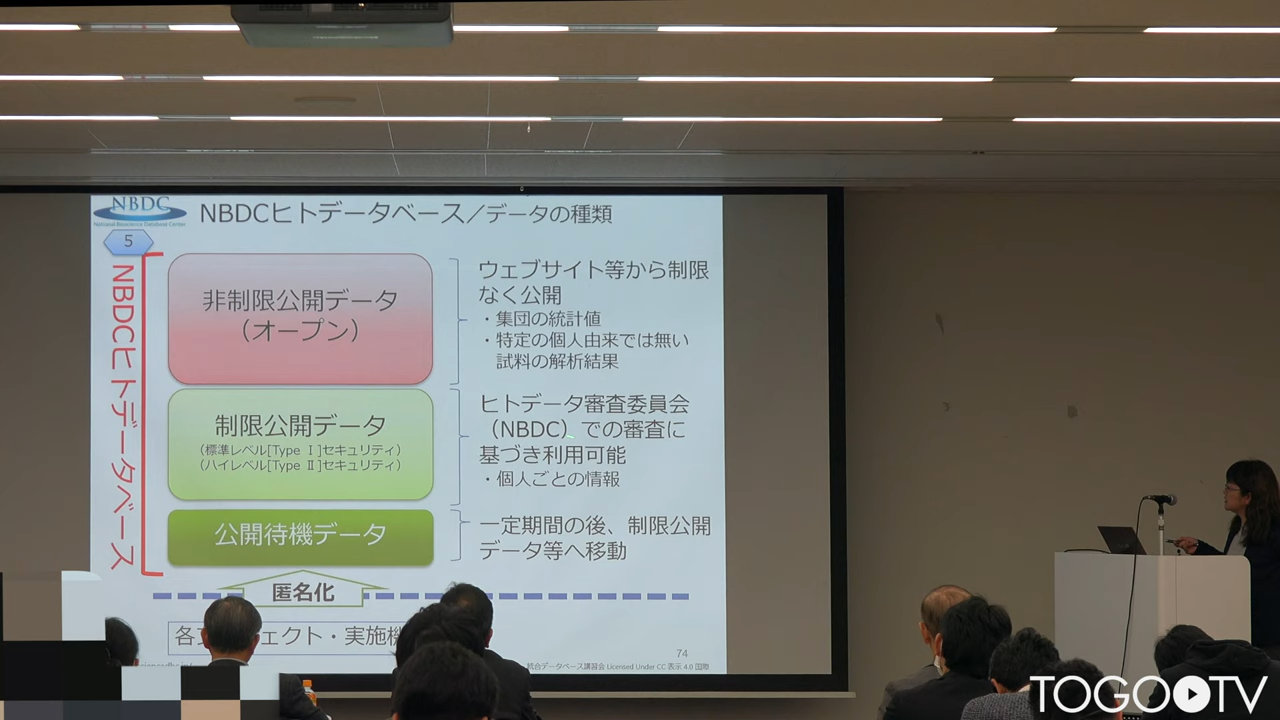 NBDC
National Bioscience Database Center
NBDCヒトデータベース／データの種類
5
NBDCヒトデータベース
非制限公開データ
（オープン）
ウェブサイト等から制限
なく公開
・集団の統計値
・特定の個人由来では無い
試料の解析結果
制限公開データ
（標準レベル[Type Ⅰ]セキュリティ）
（ハイレベル[Type Ⅱ]セキュリティ）
ヒトデータ審査委員会
（NBDC）での審査に
基づき利用可能
・個人ごとの情報
公開待機データ
一定期間の後、制限公開
データ等へ移動
匿名化
ェクト・実施機
74
統合データベース講習会 Licensed Under CC 表示 4.0 国際
TOGOTV